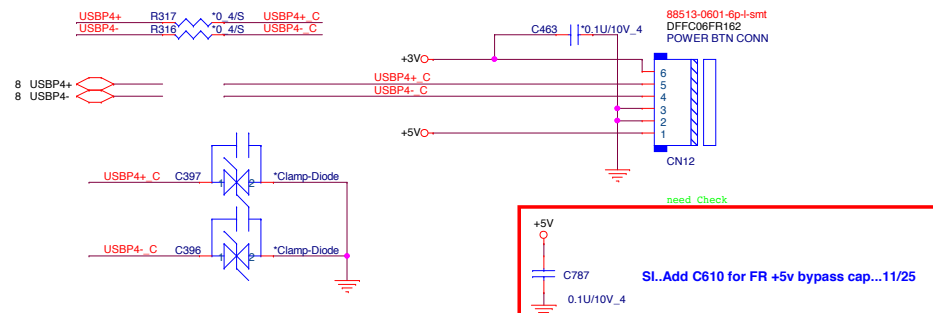 USBP4+ R317 *0_4/S USBP4+_C
USBP4- R316 *0_4/S USBP4-_C
88513-0601-6p-l-smt
DFFC06FR162
POWER BTN CONN
C463 *0.1U/10V_4
+3V
6
8 USBP4+ USBP4+_C 5
8 USBP4- USBP4-_C 4
3
2
+5V 1
CN12
USBP4+_C C397 1 2 *Clamp-Diode
USBP4-_C C396 1 2 *Clamp-Diode
need Check
+5V
C787
0.1U/10V_4
SI..Add C610 for FR +5v bypass cap...11/25